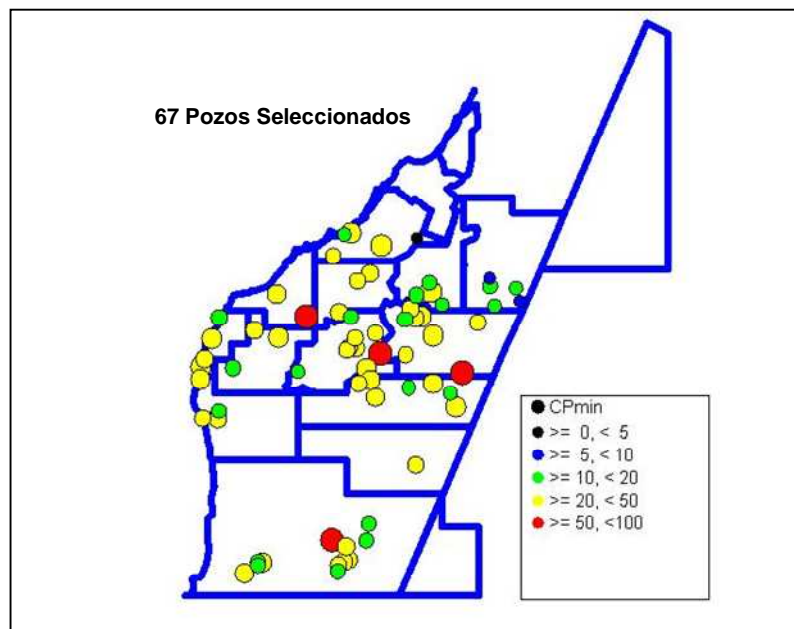 67 Pozos Seleccionados
CPmin
>= 0, < 5
>= 5, < 10
>= 10, < 20
>= 20, < 50
>= 50, <100